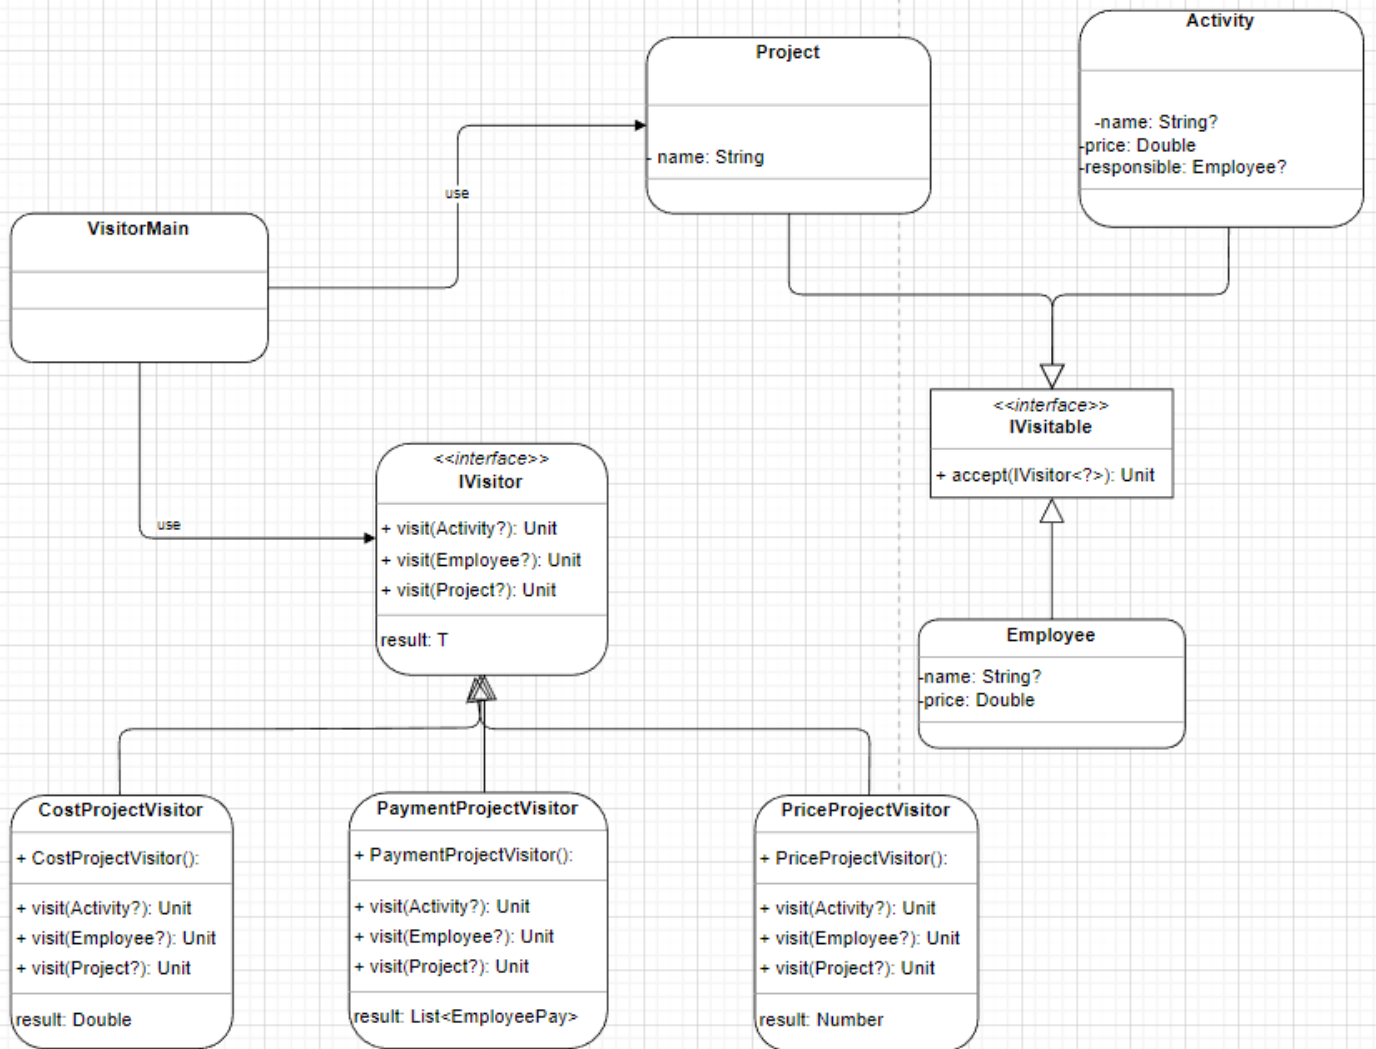 Activity
-name: String?
-price: Double
-responsible: Employee?
Project
- name: String
use
VisitorMain
use
<<interface>>
IVisitable
+ accept(IVisitor<?>): Unit
<<interface>>
IVisitor
+ visit(Activity?): Unit
+ visit(Employee?): Unit
+ visit(Project?): Unit
result: T
Employee
-name: String?
-price: Double
CostProjectVisitor
+ CostProjectVisitor():
+ visit(Activity?): Unit
+ visit(Employee?): Unit
+ visit(Project?): Unit
result: Double
PaymentProjectVisitor
+ PaymentProjectVisitor():
+ visit(Activity?): Unit
+ visit(Employee?): Unit
+ visit(Project?): Unit
result: List<EmployeePay>
PriceProjectVisitor
+ PriceProjectVisitor():
+ visit(Activity?): Unit
+ visit(Employee?): Unit
+ visit(Project?): Unit
result: Number